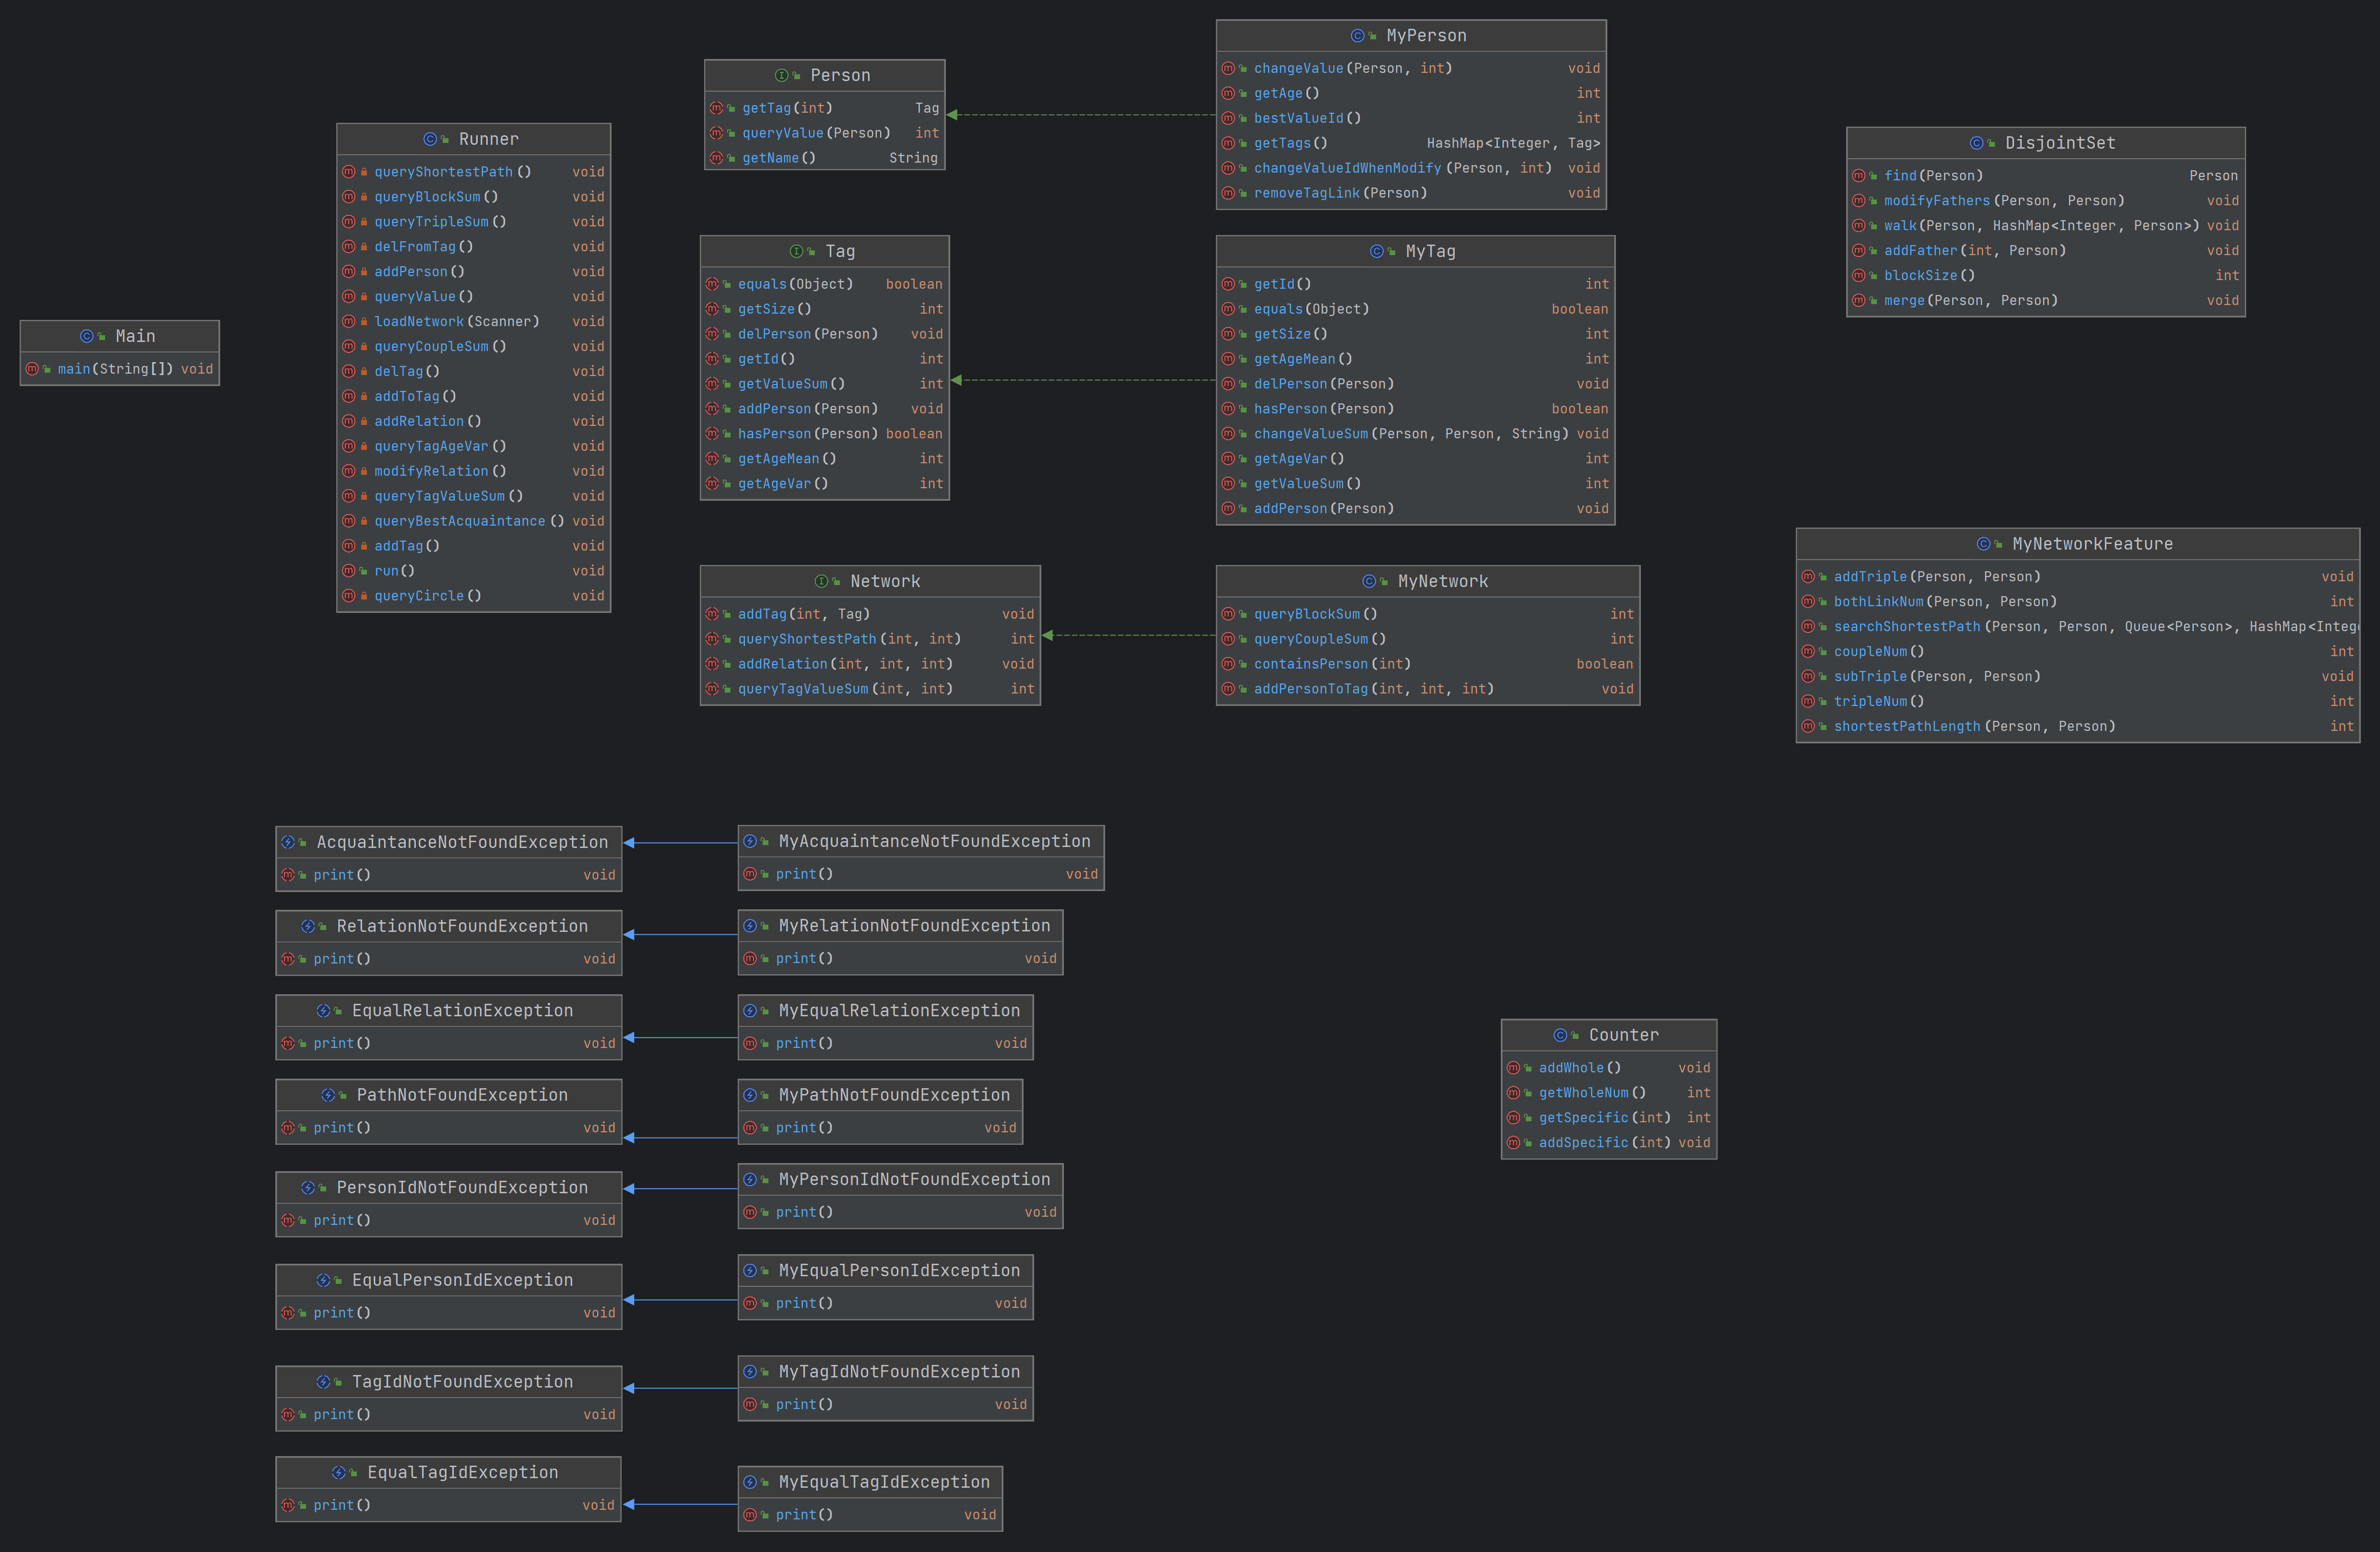 Main
main(String[]) void
Runner
queryShortestPath() void
queryBlockSum() void
queryTripleSum() void
delFromTag() void
addPerson() void
queryValue() void
loadNetwork(Scanner) void
queryCoupleSum() void
delTag() void
addToTag() void
addRelation() void
queryTagAgeVar() void
modifyRelation() void
queryTagValueSum() void
queryBestAcquaintance() void
addTag() void
run() void
queryCircle() void
Person
getTag(int) Tag
queryValue(Person) int
getName() String
MyPerson
changeValue(Person, int) void
getAge() int
bestValueId() int
getTags() HashMap<Integer, Tag>
changeValueIdWhenModify(Person, int) void
removeTagLink(Person) void
Tag
equals(Object) boolean
getSize() int
delPerson(Person) void
getId() int
getValueSum() int
addPerson(Person) void
hasPerson(Person) boolean
getAgeMean() int
getAgeVar() int
MyTag
getId() int
equals(Object) boolean
getSize() int
getAgeMean() int
delPerson(Person) void
hasPerson(Person) boolean
changeValueSum(Person, Person, String) void
getAgeVar() int
getValueSum() int
addPerson(Person) void
Network
addTag(int, Tag) void
queryShortestPath(int, int) int
addRelation(int, int, int) void
queryTagValueSum(int, int) int
MyNetwork
queryBlockSum() int
queryCoupleSum() int
containsPerson(int) boolean
addPersonToTag(int, int, int) void
DisjointSet
find(Person) Person
modifyFathers(Person, Person) void
walk(Person, HashMap<Integer, Person>) void
addFather(int, Person) void
blockSize() int
merge(Person, Person) void
MyNetworkFeature
addTriple(Person, Person) void
bothLinkNum(Person, Person) int
searchShortestPath(Person, Person, Queue<Person>, HashMap<Intege
coupleNum() int
subTriple(Person, Person) void
tripleNum() int
shortestPathLength(Person, Person) int
AcquaintanceNotFoundException
print() void
MyAcquaintanceNotFoundException
print() void
RelationNotFoundException
print() void
MyRelationNotFoundException
print() void
EqualRelationException
print() void
MyEqualRelationException
print() void
PathNotFoundException
print() void
MyPathNotFoundException
print() void
PersonIdNotFoundException
print() void
MyPersonIdNotFoundException
print() void
EqualPersonIdException
print() void
MyEqualPersonIdException
print() void
TagIdNotFoundException
print() void
MyTagIdNotFoundException
print() void
EqualTagIdException
print() void
MyEqualTagIdException
print() void
Counter
addWhole() void
getWholeNum() int
getSpecific(int) int
addSpecific(int) void